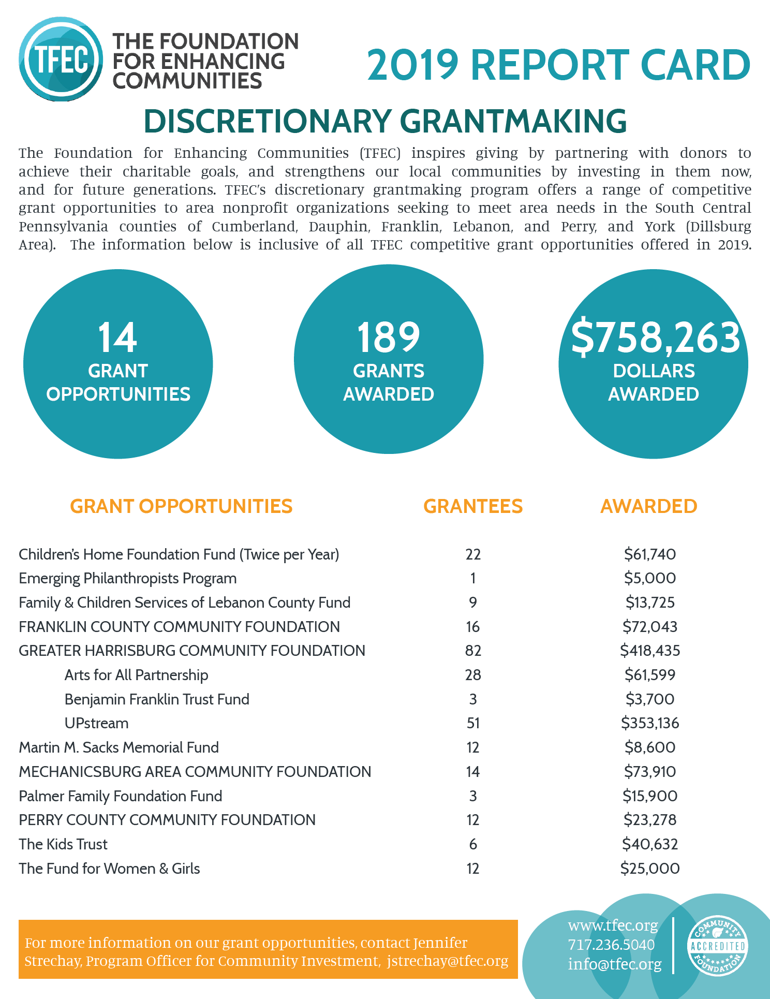 TFEC
THE FOUNDATION
FOR ENHANCING
COMMUNITIES
2019 REPORT CARD
DISCRETIONARY GRANTMAKING
The Foundation for Enhancing Communities (TFEC) inspires giving by partnering with donors to
achieve their charitable goals, and strengthens our local communities by investing in them now,
and for future generations. TFEC's discretionary grantmaking program offers a range of competitive
grant opportunities to area nonprofit organizations seeking to meet area needs in the South Central
Pennsylvania counties of Cumberland, Dauphin, Franklin, Lebanon, and Perry, and York (Dillsburg
Area). The information below is inclusive of all TFEC competitive grant opportunities offered in 2019.
14
GRANT
OPPORTUNITIES
189
GRANTS
AWARDED
$758,263
DOLLARS
AWARDED
GRANT OPPORTUNITIES GRANTEES AWARDED
Children's Home Foundation Fund (Twice per Year) 22 $61,740
Emerging Philanthropists Program 1 $5,000
Family & Children Services of Lebanon County Fund 9 $13,725
FRANKLIN COUNTY COMMUNITY FOUNDATION 16 $72,043
GREATER HARRISBURG COMMUNITY FOUNDATION 82 $418,435
Arts for All Partnership 28 $61,599
Benjamin Franklin Trust Fund 3 $3,700
UPstream 51 $353,136
Martin M. Sacks Memorial Fund 12 $8,600
MECHANICSBURG AREA COMMUNITY FOUNDATION 14 $73,910
Palmer Family Foundation Fund 3 $15,900
PERRY COUNTY COMMUNITY FOUNDATION 12 $23,278
The Kids Trust 6 $40,632
The Fund for Women & Girls 12 $25,000
For more information on our grant opportunities, contact Jennifer
Strechay, Program Officer for Community Investment, jstrechay@tfec.org
www.tfec.org
717.236.5040
info@tfec.org
COMMUNITY
ACCREDITED
FOUNDATION